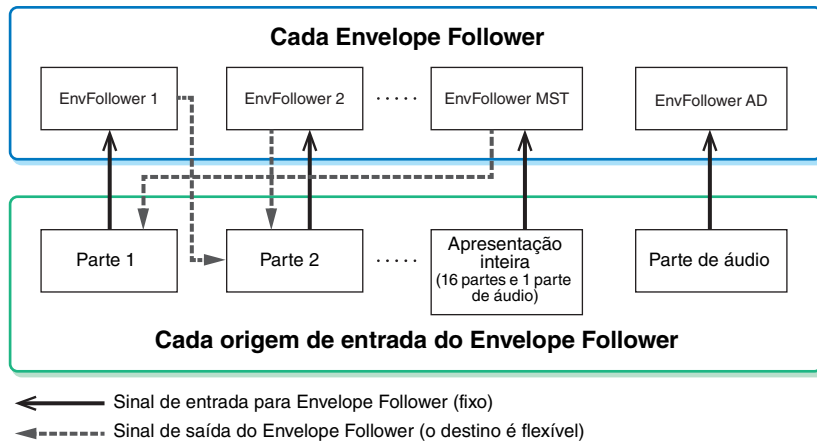 Cada Envelope Follower
EnvFollower 1
EnvFollower 2
.....
EnvFollower MST
EnvFollower AD
Parte 1
Parte 2
.....
Apresentação
inteira
(16 partes e 1 parte
de áudio)
Parte de áudio
Cada origem de entrada do Envelope Follower
Sinal de entrada para Envelope Follower (fixo)
Sinal de saída do Envelope Follower (o destino é flexível)